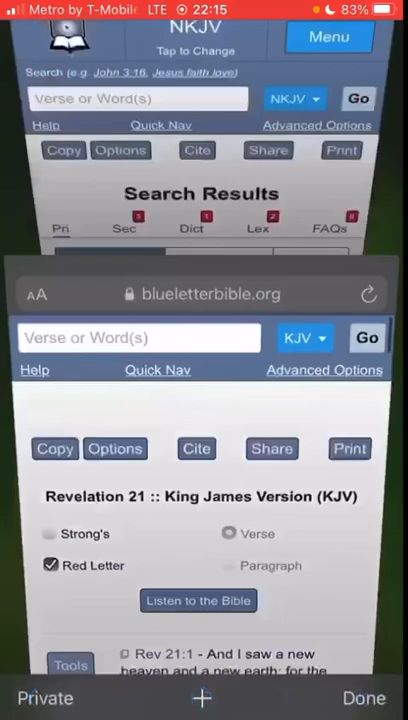 Metro by T-Mobile LTE 22:15 83%
NKJV
Tap to Change
Menu
Search (e.g. John 3:16, Jesus faith love)
Verse or Word(s) NKJV Go
Help Quick Nav Advanced Options
Copy Options Cite Share Print
Search Results
Pri Sec Dict Lex FAQs
AA blueletterbible.org
Verse or Word(s) KJV Go
Help Quick Nav Advanced Options
Copy Options Cite Share Print
Revelation 21 :: King James Version (KJV)
Strong's Verse
Red Letter Paragraph
Listen to the Bible
Tools Rev 21:1 - And I saw a new
heaven and a new earth: for the
Private + Done